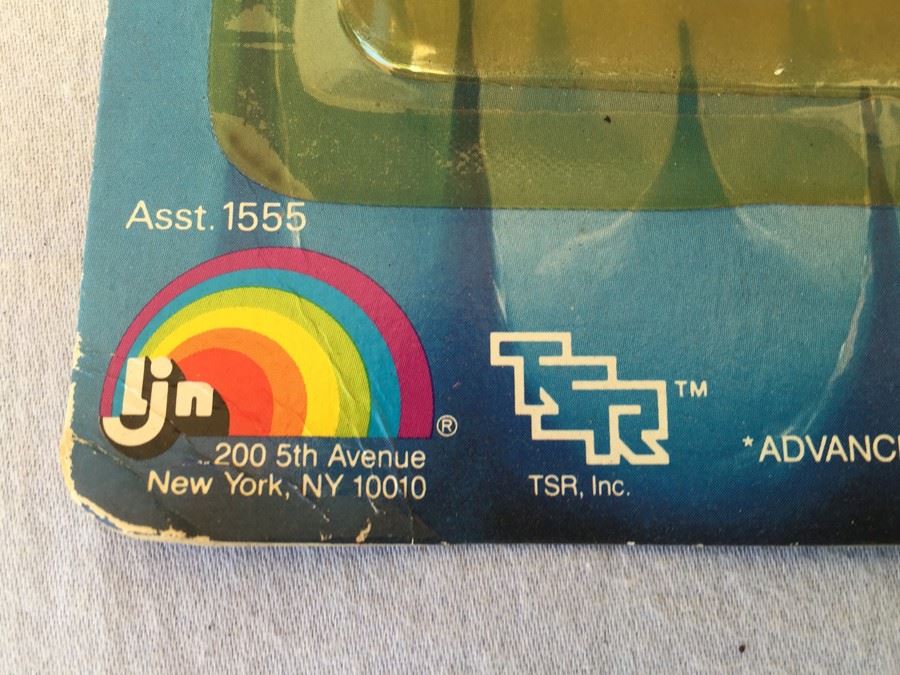 Asst. 1555
ljn
®
200 5th Avenue
New York, NY 10010
TSR ™
TSR, Inc.
*ADVANC